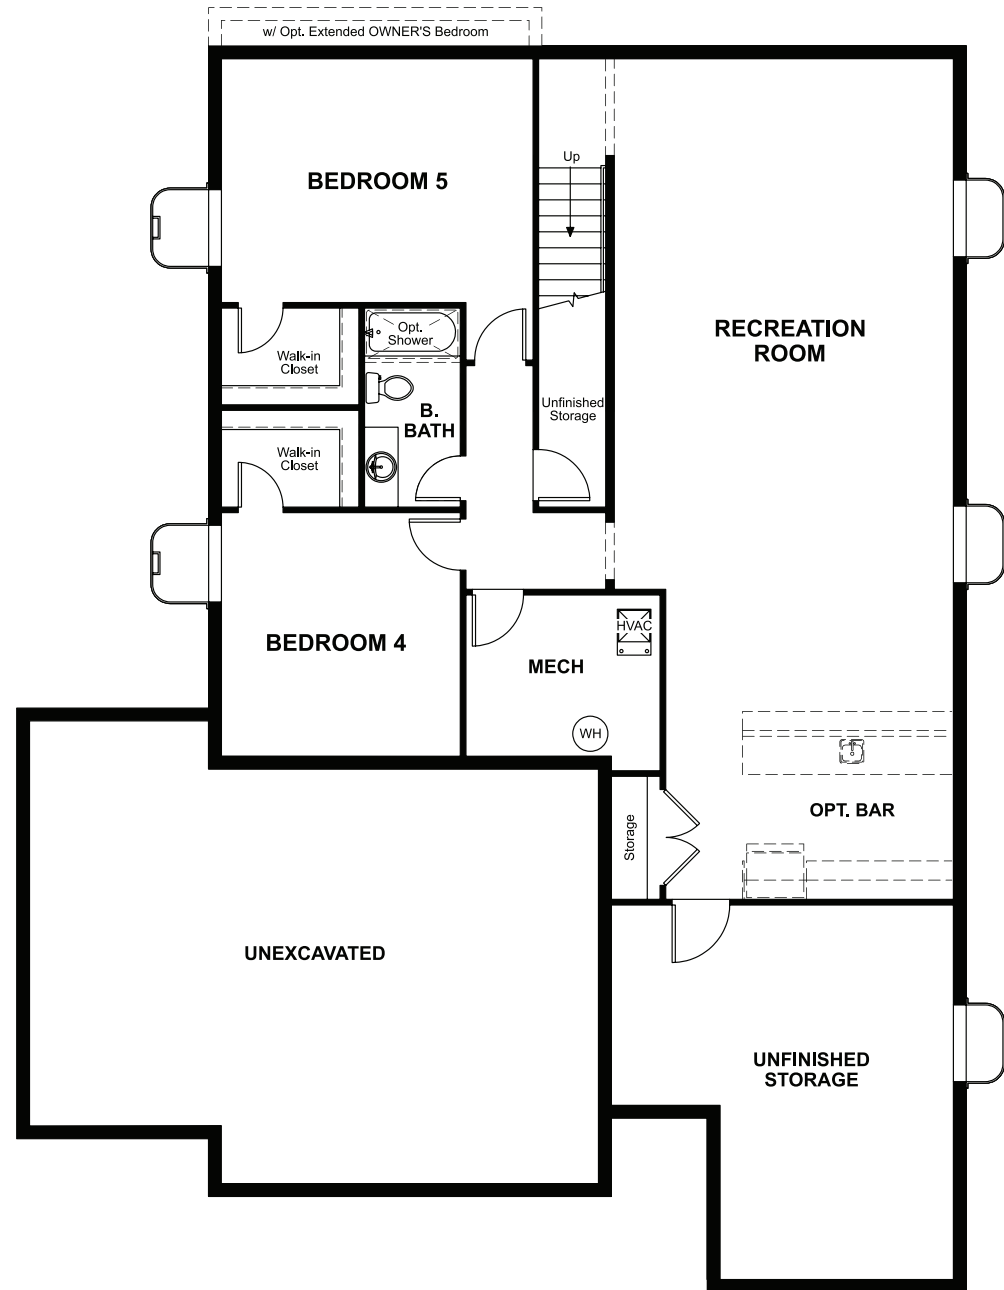 w/ Opt. Extended OWNER'S Bedroom
BEDROOM 5
Up
RECREATION
ROOM
Opt.
Shower
Walk-in
Closet
B.
BATH
Unfinished
Storage
Walk-in
Closet
BEDROOM 4
HVAC
MECH
WH
OPT. BAR
Storage
UNEXCAVATED
UNFINISHED
STORAGE